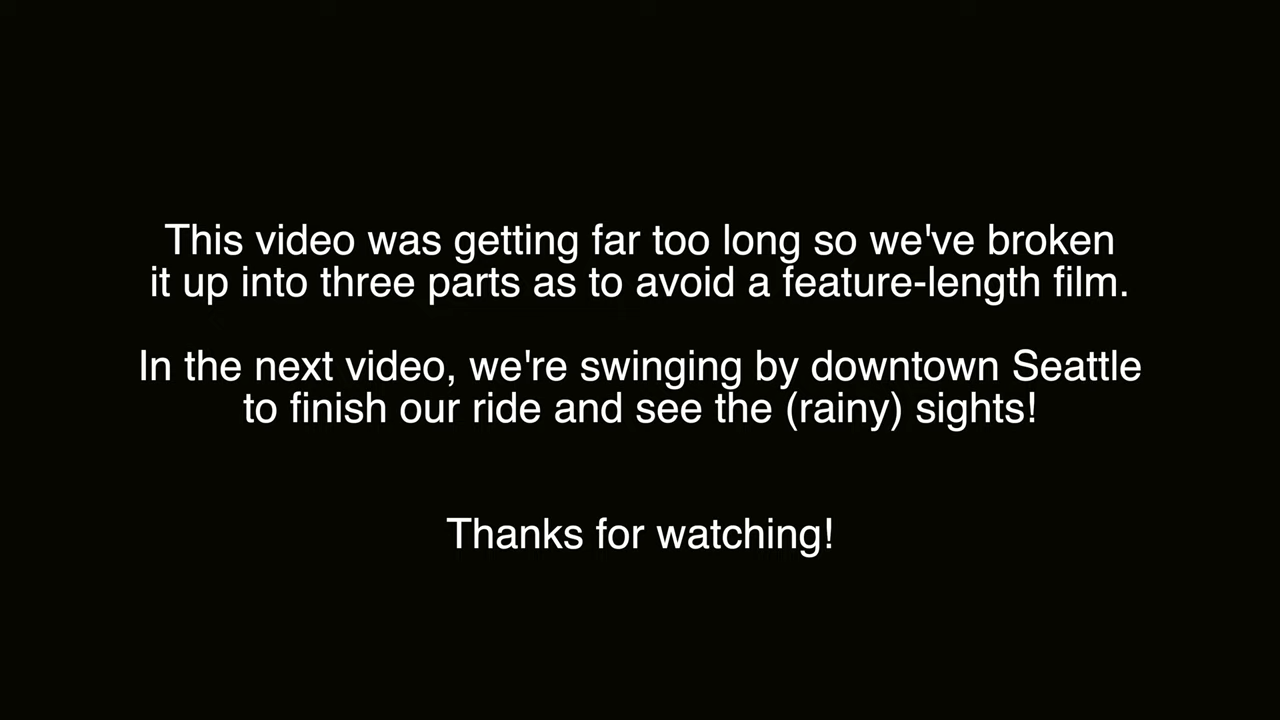 This video was getting far too long so we've broken
it up into three parts as to avoid a feature-length film.
In the next video, we're swinging by downtown Seattle
to finish our ride and see the (rainy) sights!
Thanks for watching!